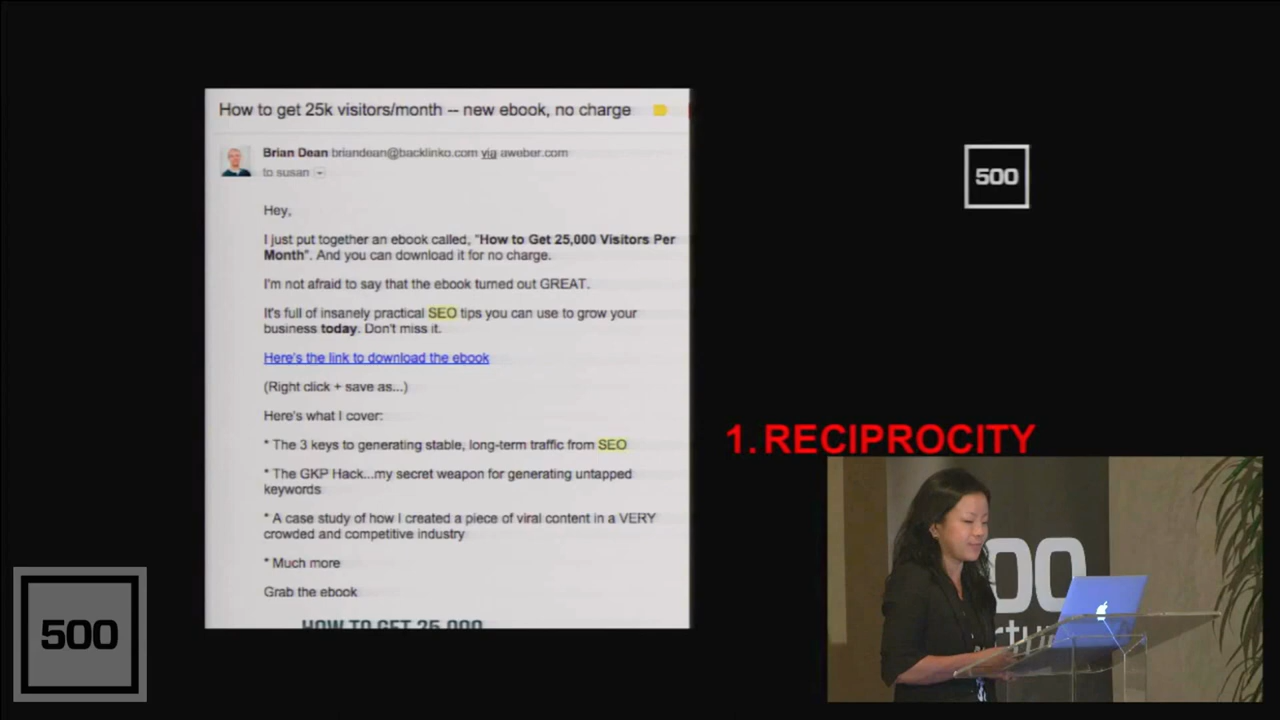 How to get 25k visitors/month -- new ebook, no charge
Brian Dean briandean@backlinko.com via aweber.com
to susan
Hey,
I just put together an ebook called, "How to Get 25,000 Visitors Per
Month". And you can download it for no charge.
I'm not afraid to say that the ebook turned out GREAT.
It's full of insanely practical SEO tips you can use to grow your
business today. Don't miss it.
Here's the link to download the ebook
(Right click + save as...)
Here's what I cover:
* The 3 keys to generating stable, long-term traffic from SEO
* The GKP Hack...my secret weapon for generating untapped
keywords
* A case study of how I created a piece of viral content in a VERY
crowded and competitive industry
* Much more
Grab the ebook
HOW TO GET 25,000
500
1. RECIPROCITY
500